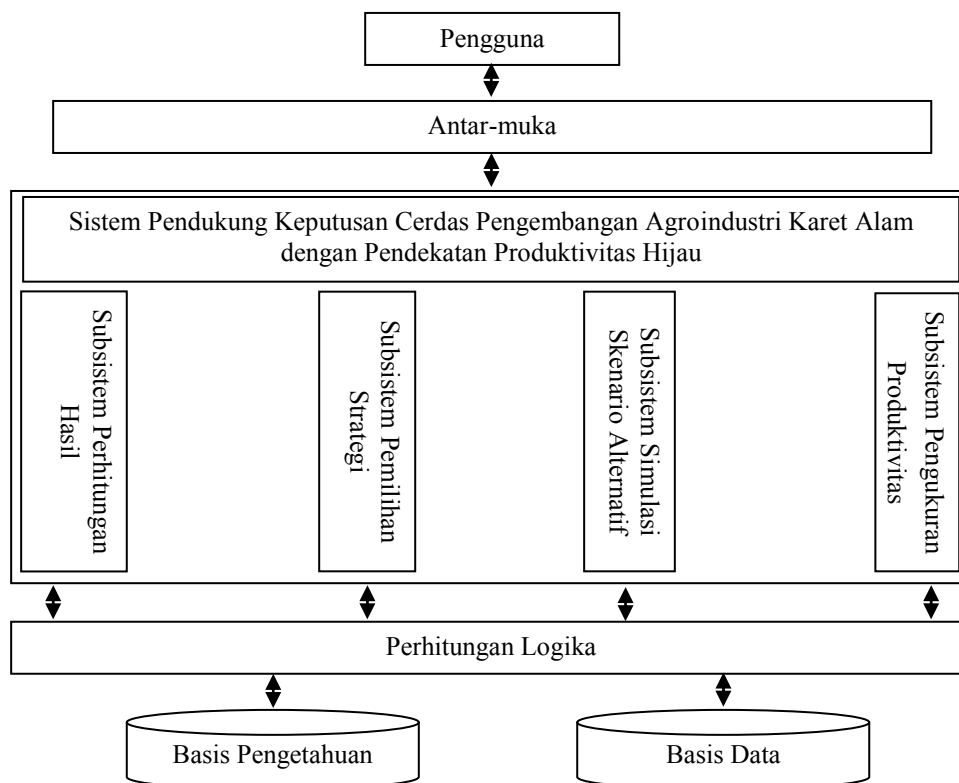 Pengguna
Antar-muka
Sistem Pendukung Keputusan Cerdas Pengembangan Agroindustri Karet Alam
dengan Pendekatan Produktivitas Hijau
Subsistem Perhitungan
Hasil
Subsistem Pemilihan
Strategi
Subsistem Simulasi
Skenario Alternatif
Subsistem Pengukuran
Produktivitas
Perhitungan Logika
Basis Pengetahuan
Basis Data